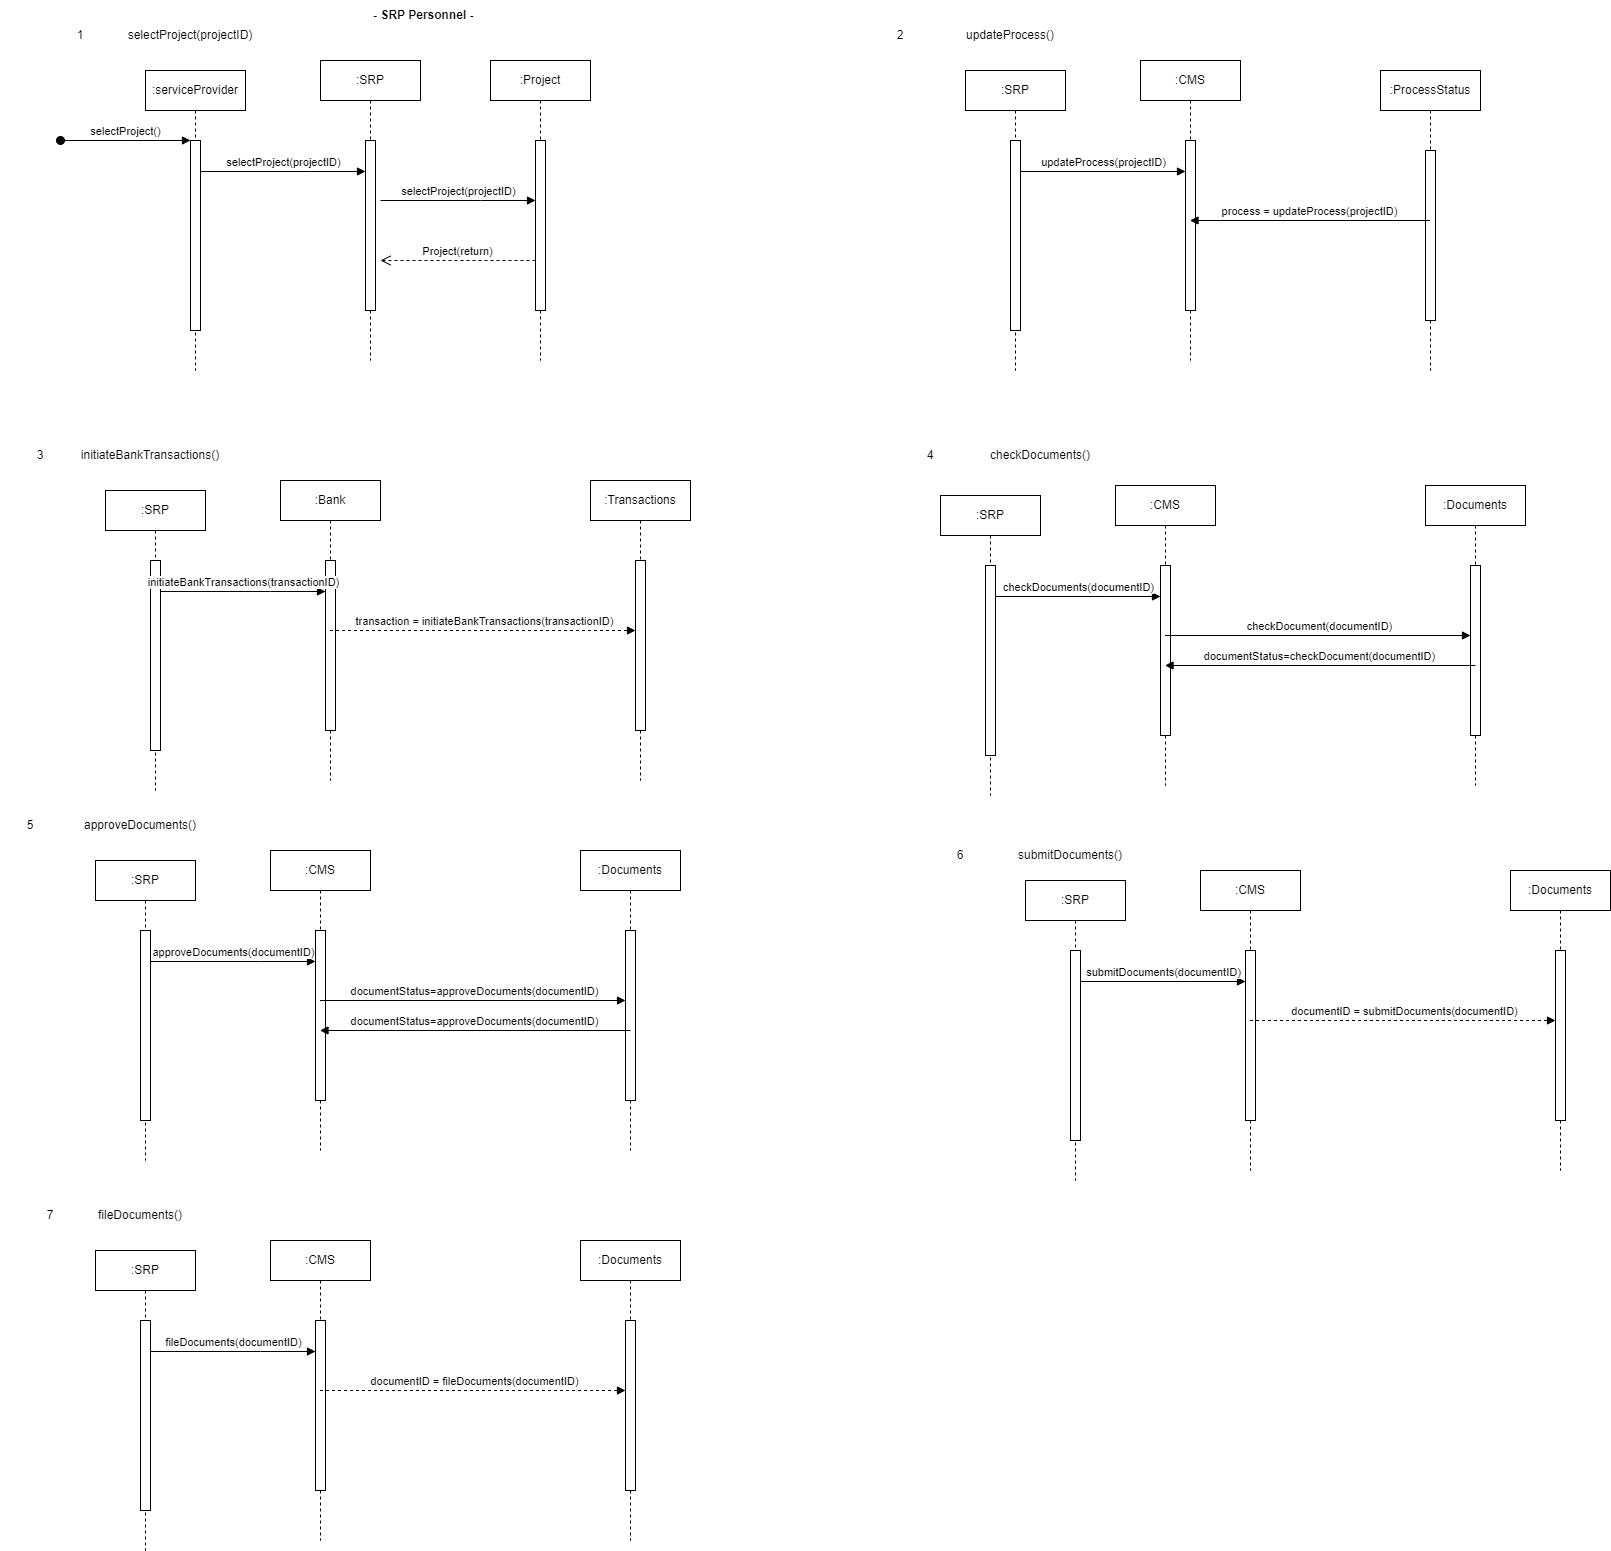 - SRP Personnel -
1 selectProject(projectID)
:serviceProvider
:SRP
:Project
selectProject()
selectProject(projectID)
selectProject(projectID)
Project(return)
2 updateProcess()
:SRP
:CMS
:ProcessStatus
updateProcess(projectID)
process = updateProcess(projectID)
3 initiateBankTransactions()
:SRP
:Bank
:Transactions
initiateBankTransactions(transactionID)
transaction = initiateBankTransactions(transactionID)
4 checkDocuments()
:SRP
:CMS
:Documents
checkDocuments(documentID)
checkDocument(documentID)
documentStatus=checkDocument(documentID)
5 approveDocuments()
:SRP
:CMS
:Documents
approveDocuments(documentID)
documentStatus=approveDocuments(documentID)
documentStatus=approveDocuments(documentID)
6 submitDocuments()
:SRP
:CMS
:Documents
submitDocuments(documentID)
documentID = submitDocuments(documentID)
7 fileDocuments()
:SRP
:CMS
:Documents
fileDocuments(documentID)
documentID = fileDocuments(documentID)